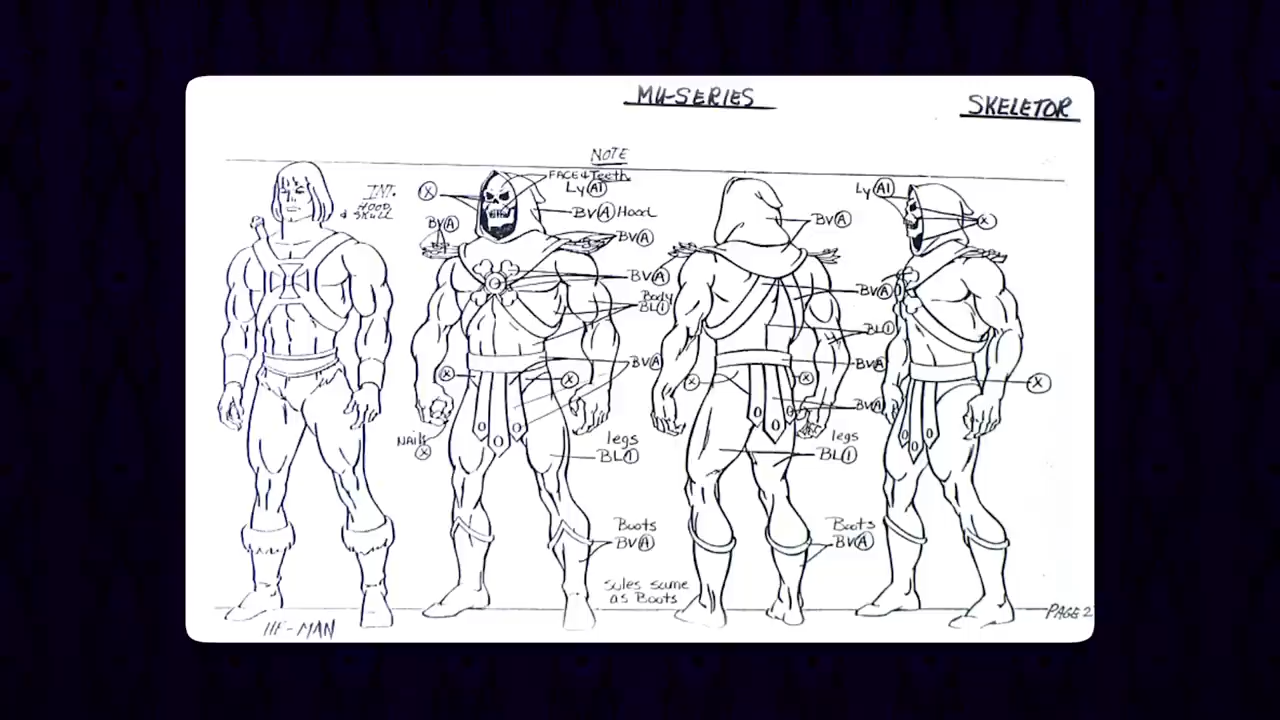 MU-SERIES
SKELETOR
NOTE
FACE & Teeth
Ly A1
INT.
HOOD
& SKULL
X
BV A Hood
BV A
BV A
BV A
Body
BL 1
BV A
X
X
Nails
X
legs
BL 1
Boots
BV A
Soles same
as Boots
BV A
BV A
BL 1
BV A
X
X
BV A
legs
BL 1
Boots
BV A
Ly A1
X
X
HE-MAN
PAGE 2